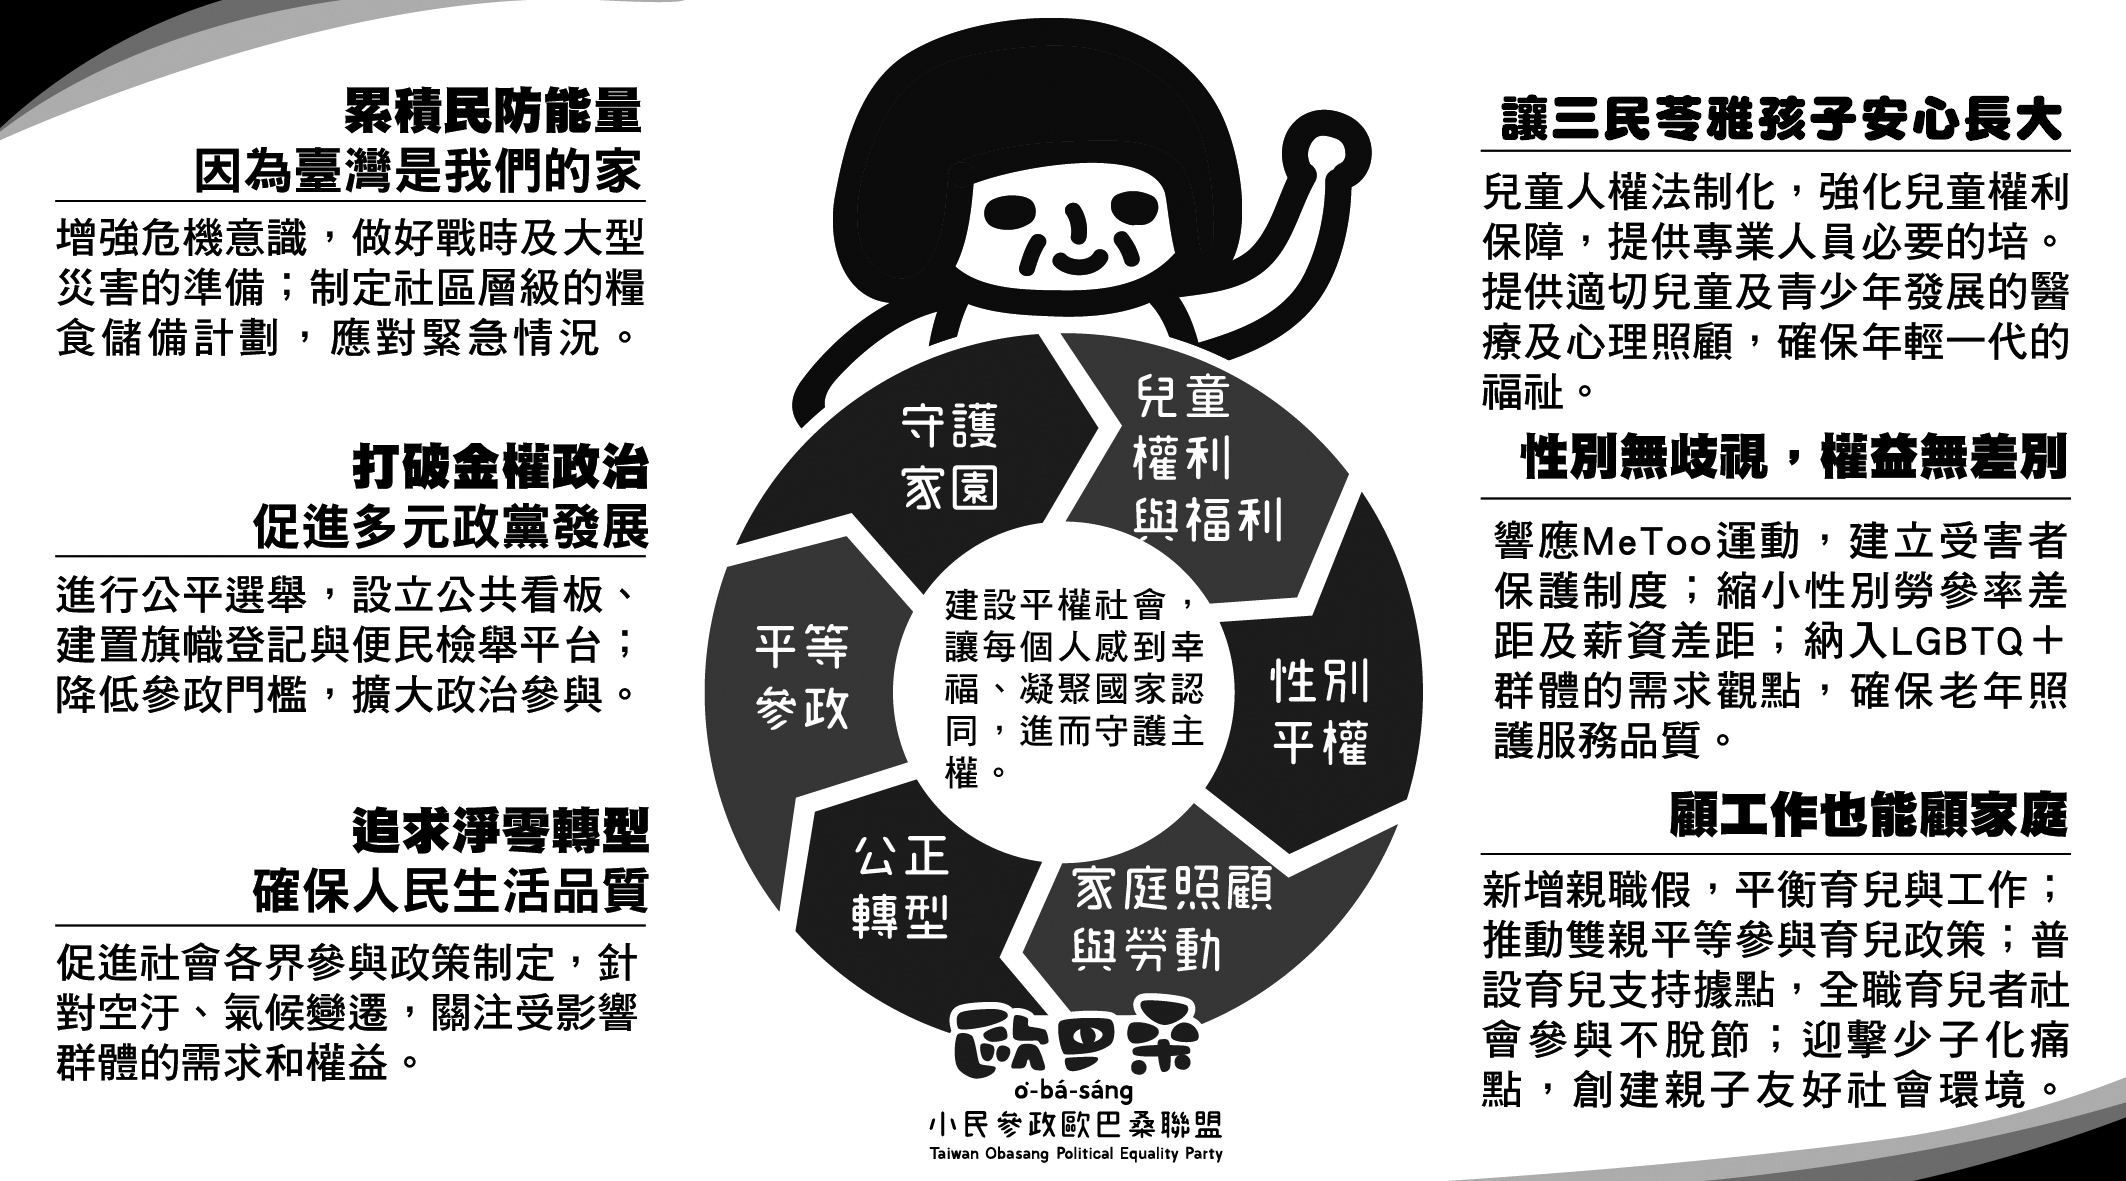 累積民防能量
因為臺灣是我們的家
增強危機意識，做好戰時及大型
災害的準備；制定社區層級的糧
食儲備計劃，應對緊急情況。
打破金權政治
促進多元政黨發展
進行公平選舉，設立公共看板、
建置旗幟登記與便民檢舉平台；
降低參政門檻，擴大政治參與。
追求淨零轉型
確保人民生活品質
促進社會各界參與政策制定，針
對空汙、氣候變遷，關注受影響
群體的需求和權益。
守護
家園
兒童
權利
與福利
平等
參政
建設平權社會，
讓每個人感到幸
福、凝聚國家認
同，進而守護主
權。
性別
平權
公正
轉型
家庭照顧
與勞動
歐巴桑
o-bá-sáng
小民參政歐巴桑聯盟
Taiwan Obasang Political Equality Party
讓三民苓雅孩子安心長大
兒童人權法制化，強化兒童權利
保障，提供專業人員必要的培。
提供適切兒童及青少年發展的醫
療及心理照顧，確保年輕一代的
福祉。
性別無歧視，權益無差別
響應MeToo運動，建立受害者
保護制度；縮小性別勞參率差
距及薪資差距；納入LGBTQ＋
群體的需求觀點，確保老年照
護服務品質。
顧工作也能顧家庭
新增親職假，平衡育兒與工作；
推動雙親平等參與育兒政策；普
設育兒支持據點，全職育兒者社
會參與不脫節；迎擊少子化痛
點，創建親子友好社會環境。